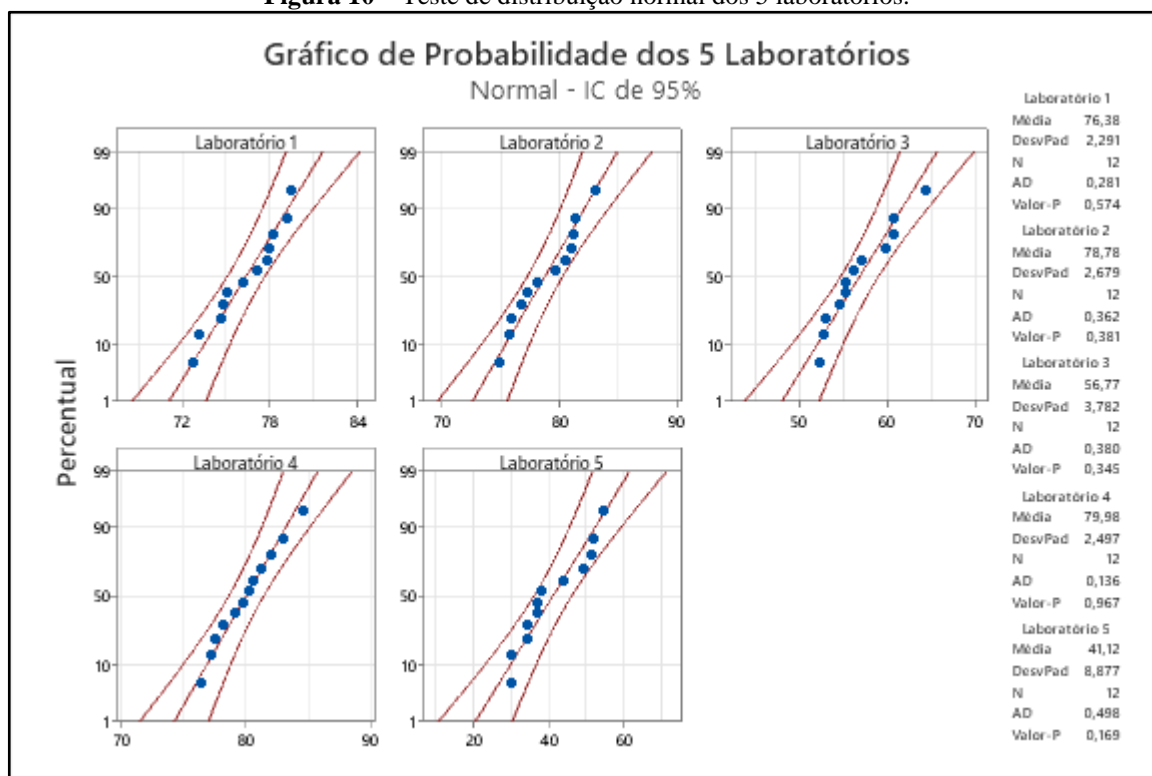 Figura 10 – Teste de distribuição normal dos 5 laboratórios.
Gráfico de Probabilidade dos 5 Laboratórios
Normal - IC de 95%
Laboratório 1
Laboratório 2
Laboratório 3
99
90
50
10
1
72 78 84
70 80 90
50 60 70
Percentual
Laboratório 4
Laboratório 5
99
90
50
10
1
70 80 90
20 40 60
Laboratório 1
Média 76,38
DesvPad 2,291
N 12
AD 0,281
Valor-P 0,574
Laboratório 2
Média 78,78
DesvPad 2,679
N 12
AD 0,362
Valor-P 0,381
Laboratório 3
Média 56,77
DesvPad 3,782
N 12
AD 0,380
Valor-P 0,345
Laboratório 4
Média 79,98
DesvPad 2,497
N 12
AD 0,136
Valor-P 0,967
Laboratório 5
Média 41,12
DesvPad 8,877
N 12
AD 0,498
Valor-P 0,169